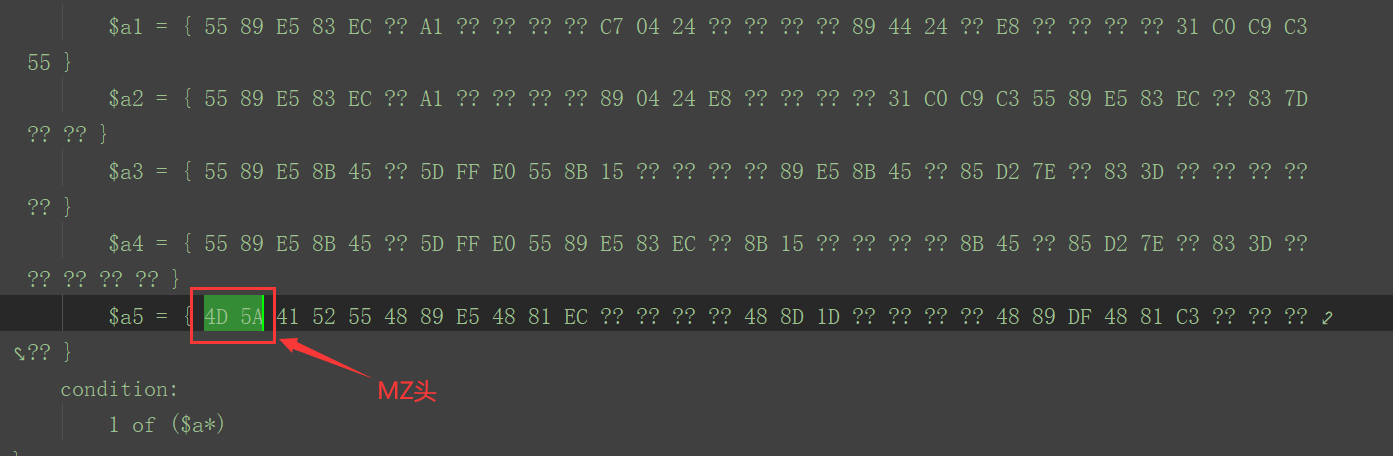 $a1 = { 55 89 E5 83 EC ?? A1 ?? ?? ?? ?? C7 04 24 ?? ?? ?? ?? 89 44 24 ?? E8 ?? ?? ?? ?? 31 C0 C9 C3
55 }
$a2 = { 55 89 E5 83 EC ?? A1 ?? ?? ?? ?? 89 04 24 E8 ?? ?? ?? ?? 31 C0 C9 C3 55 89 E5 83 EC ?? 83 7D
?? ?? }
$a3 = { 55 89 E5 8B 45 ?? 5D FF E0 55 8B 15 ?? ?? ?? ?? 89 E5 8B 45 ?? 85 D2 7E ?? 83 3D ?? ?? ?? ??
?? }
$a4 = { 55 89 E5 8B 45 ?? 5D FF E0 55 89 E5 83 EC ?? 8B 15 ?? ?? ?? ?? 8B 45 ?? 85 D2 7E ?? 83 3D ??
?? ?? ?? ?? }
$a5 = { 4D 5A 41 52 55 48 89 E5 48 81 EC ?? ?? ?? ?? 48 8D 1D ?? ?? ?? ?? 48 89 DF 48 81 C3 ?? ?? ??
?? }
MZ头
condition:
1 of ($a*)
}